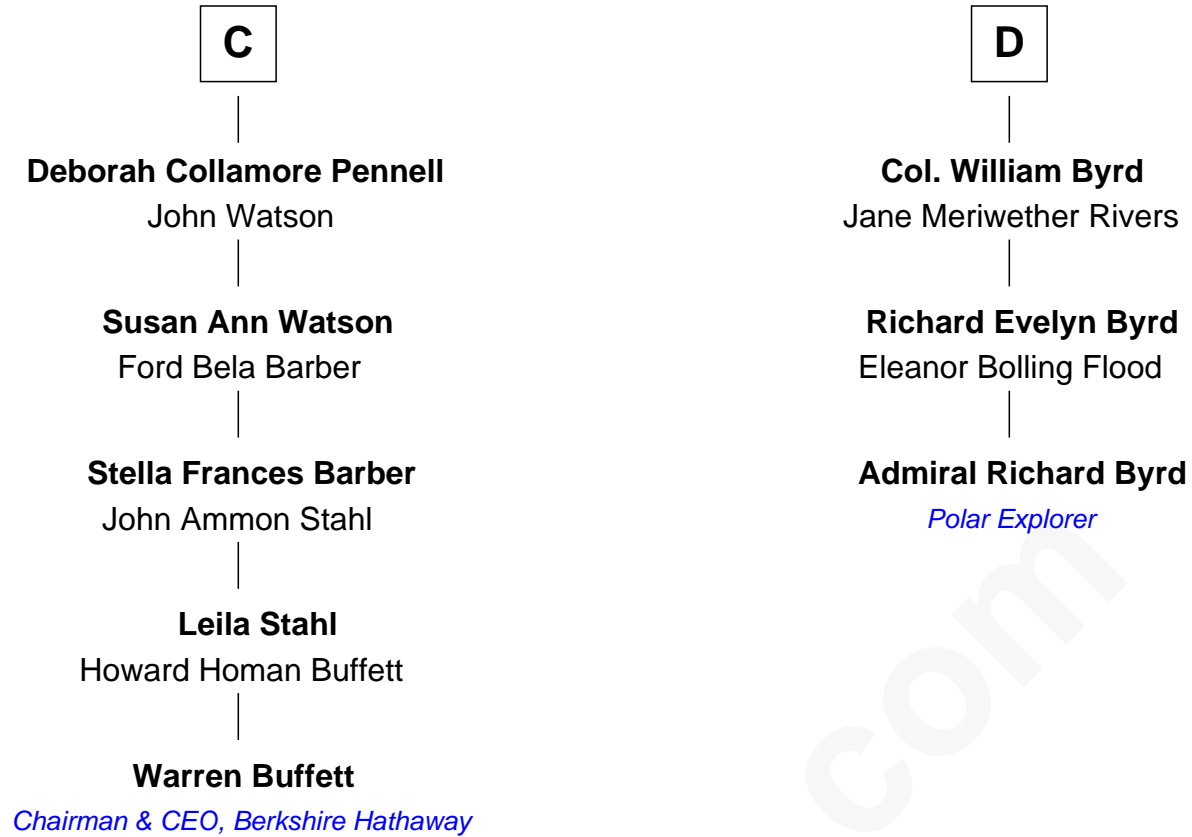 C
Deborah Collamore Pennell
John Watson
Susan Ann Watson
Ford Bela Barber
Stella Frances Barber
John Ammon Stahl
Leila Stahl
Howard Homan Buffett
Warren Buffett
Chairman & CEO, Berkshire Hathaway
D
Col. William Byrd
Jane Meriwether Rivers
Richard Evelyn Byrd
Eleanor Bolling Flood
Admiral Richard Byrd
Polar Explorer
com